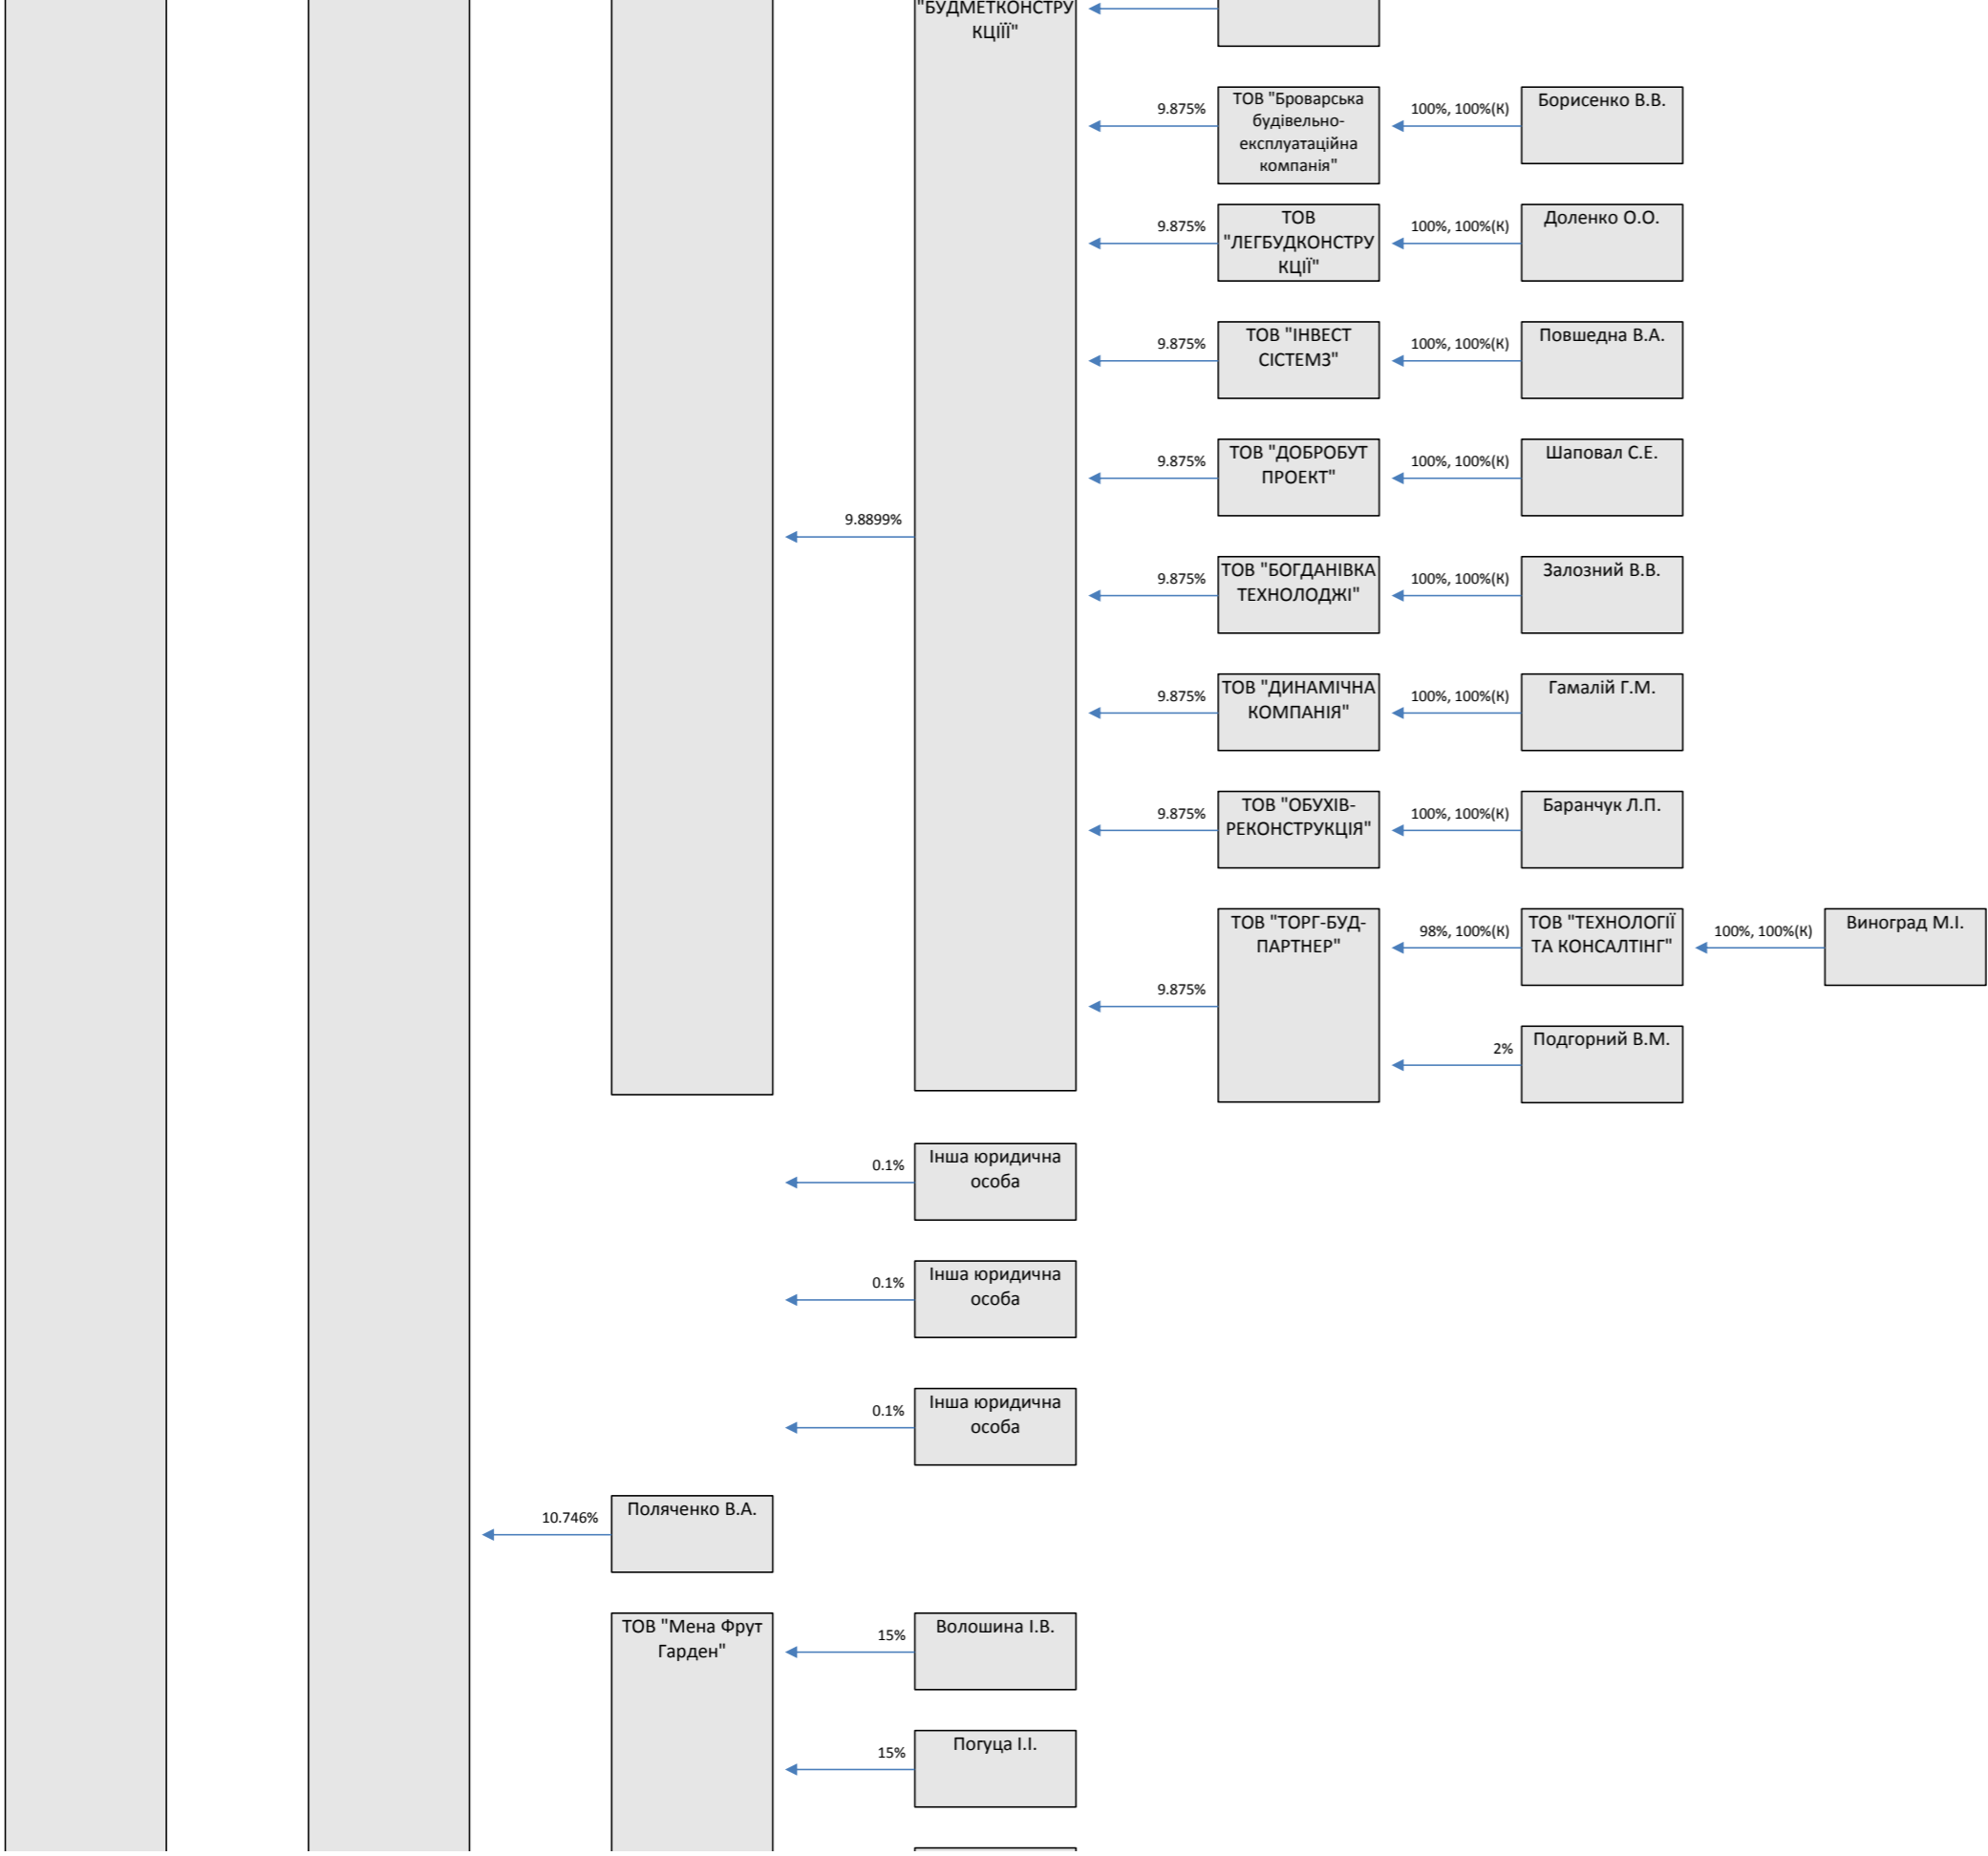 "БУДМЕТКОНСТРУ
КЦІЇЇ"
9.875%
ТОВ "Броварська
будівельно-
експлуатаційна
компанія"
100%, 100%(К)
Борисенко В.В.
9.875%
ТОВ
"ЛЕГБУДКОНСТРУ
КЦІЇ"
100%, 100%(К)
Доленко О.О.
9.875%
ТОВ "ІНВЕСТ
СІСТЕМЗ"
100%, 100%(К)
Повшедна В.А.
9.875%
ТОВ "ДОБРОБУТ
ПРОЕКТ"
100%, 100%(К)
Шаповал С.Е.
9.8899%
9.875%
ТОВ "БОГДАНІВКА
ТЕХНОЛОДЖІ"
100%, 100%(К)
Залозний В.В.
9.875%
ТОВ "ДИНАМІЧНА
КОМПАНІЯ"
100%, 100%(К)
Гамалій Г.М.
9.875%
ТОВ "ОБУХІВ-
РЕКОНСТРУКЦІЯ"
100%, 100%(К)
Баранчук Л.П.
9.875%
ТОВ "ТОРГ-БУД-
ПАРТНЕР"
98%, 100%(К)
ТОВ "ТЕХНОЛОГІЇ
ТА КОНСАЛТІНГ"
100%, 100%(К)
Виноград М.І.
2%
Подгорний В.М.
0.1%
Інша юридична
особа
0.1%
Інша юридична
особа
0.1%
Інша юридична
особа
10.746%
Поляченко В.А.
ТОВ "Мена Фрут
Гарден"
15%
Волошина І.В.
15%
Погуца І.І.